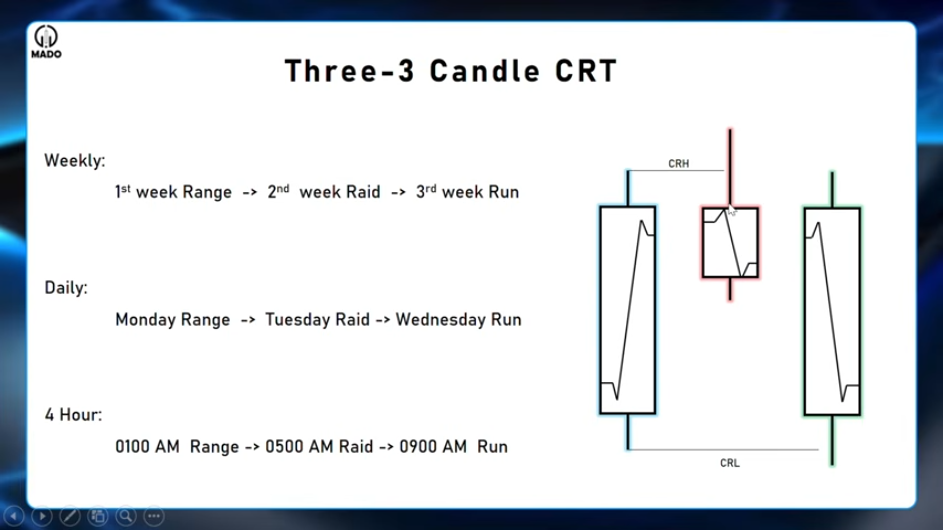 MADO
Three-3 Candle CRT
Weekly:
1st week Range -> 2nd week Raid -> 3rd week Run
Daily:
Monday Range -> Tuesday Raid -> Wednesday Run
4 Hour:
0100 AM Range -> 0500 AM Raid -> 0900 AM Run
CRH
CRL